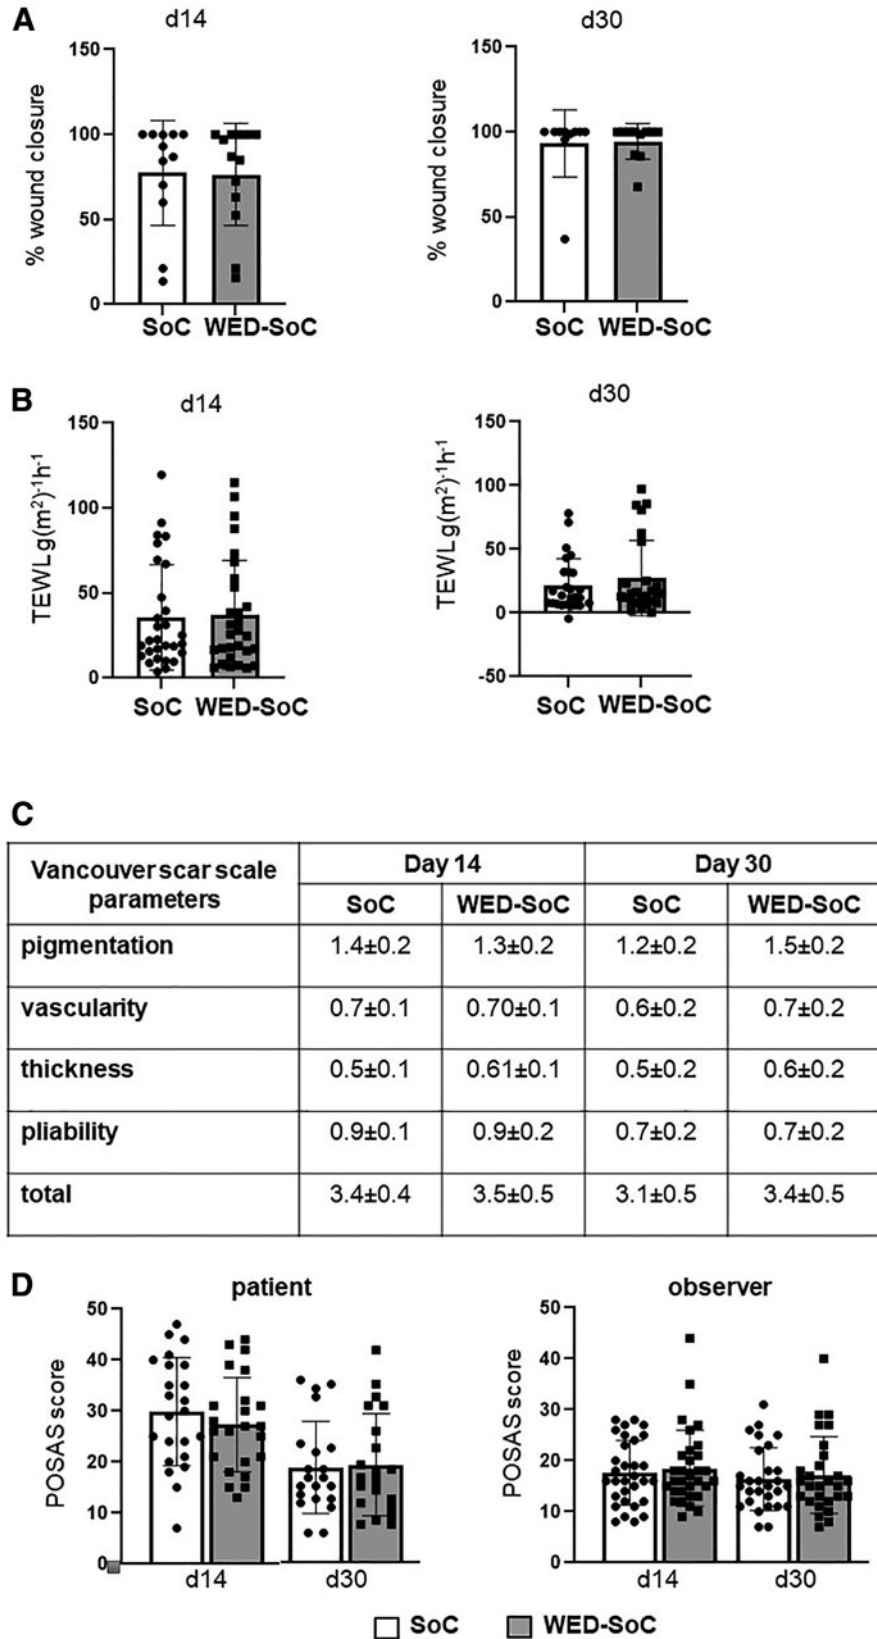 A
d14
d30
150
100
50
0
% wound closure
SoC WED-SoC
150
100
50
0
% wound closure
SoC WED-SoC
B
d14
d30
150
100
50
0
TEWL g(m²)⁻¹h⁻¹
SoC WED-SoC
150
100
50
0
-50
TEWL g(m²)⁻¹h⁻¹
SoC WED-SoC
C
Vancouver scar scale
parameters
Day 14 Day 30
SoC WED-SoC SoC WED-SoC
pigmentation 1.4±0.2 1.3±0.2 1.2±0.2 1.5±0.2
vascularity 0.7±0.1 0.70±0.1 0.6±0.2 0.7±0.2
thickness 0.5±0.1 0.61±0.1 0.5±0.2 0.6±0.2
pliability 0.9±0.1 0.9±0.2 0.7±0.2 0.7±0.2
total 3.4±0.4 3.5±0.5 3.1±0.5 3.4±0.5
D
patient
observer
50
40
30
20
10
0
POSAS score
d14 d30
50
40
30
20
10
0
POSAS score
d14 d30
SoC WED-SoC